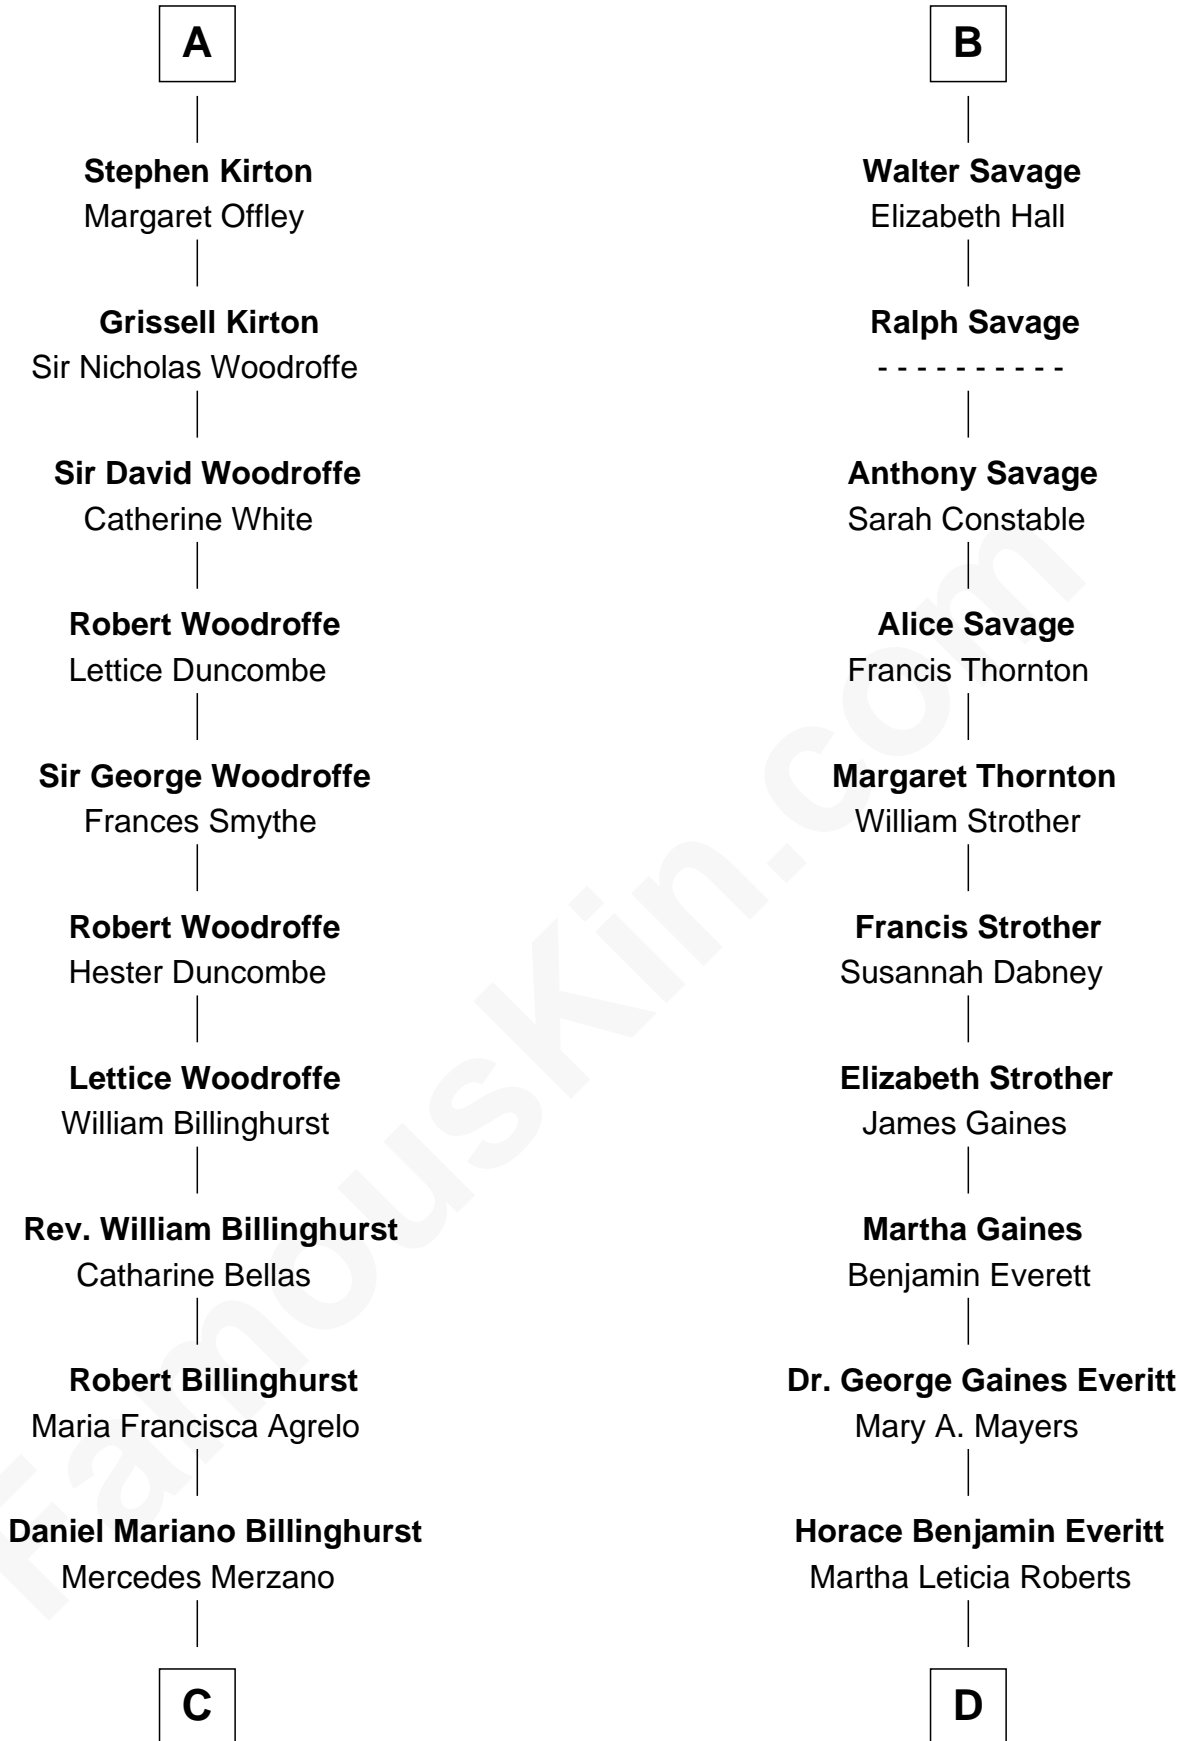 A
Stephen Kirton
Margaret Offley
Grissell Kirton
Sir Nicholas Woodroffe
Sir David Woodroffe
Catherine White
Robert Woodroffe
Lettice Duncombe
Sir George Woodroffe
Frances Smythe
Robert Woodroffe
Hester Duncombe
Lettice Woodroffe
William Billinghurst
Rev. William Billinghurst
Catharine Bellas
Robert Billinghurst
Maria Francisca Agrelo
Daniel Mariano Billinghurst
Mercedes Merzano
C
B
Walter Savage
Elizabeth Hall
Ralph Savage
- - - - - - - - - -
Anthony Savage
Sarah Constable
Alice Savage
Francis Thornton
Margaret Thornton
William Strother
Francis Strother
Susannah Dabney
Elizabeth Strother
James Gaines
Martha Gaines
Benjamin Everett
Dr. George Gaines Everitt
Mary A. Mayers
Horace Benjamin Everitt
Martha Leticia Roberts
D
FamousKin.com